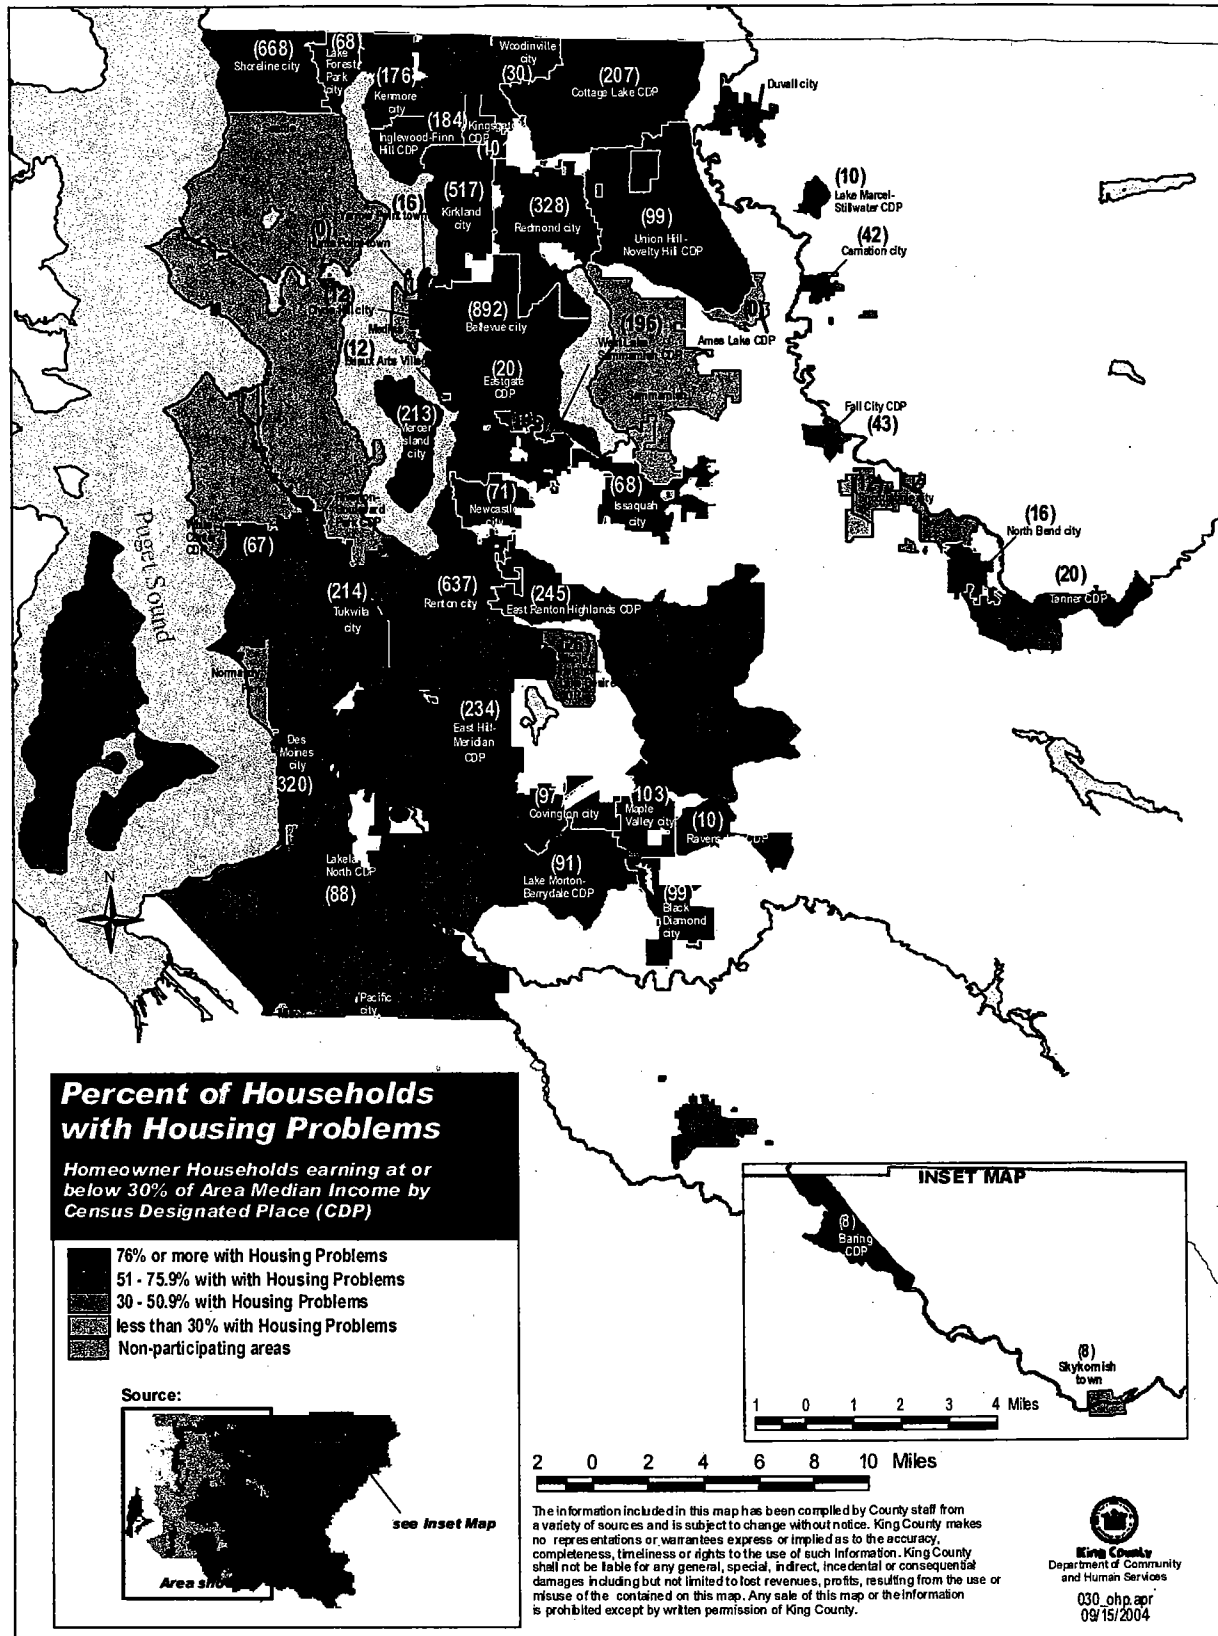 (668)
Shoreline city
(68)
Lake
Forest
Park
city
(176)
Kenmore
city
Woodinville
city
(30)
(207)
Cottage Lake CDP
Duvall city
(184)
Inglewood-Finn
Hill CDP
CDP
(10)
Lake Marcel-
Stillwater CDP
(517)
Kirkland
city
(328)
Redmond city
(99)
Union Hill-
Novelty Hill CDP
(16)
(42)
Carnation city
(12)
(892)
Bellevue city
(196)
Ames Lake CDP
(12)
Beaux Arts Village
(20)
Eastgate
CDP
Sammamish
(213)
Mercer
Island
city
Fall City CDP
(43)
(71)
Newcastle
city
(68)
Issaquah
city
(16)
North Bend city
(20)
Tanner CDP
Puget Sound
(67)
(214)
Tukwila
city
(637)
Renton city
(245)
East Renton Highlands CDP
(234)
East Hill-
Meridian
CDP
Des
Moines
city
320)
(97)
Covington city
(103)
Maple
Valley city
(10)
North CDP
(88)
(91)
Lake Morton-
Berrydale CDP
(99)
Black
Diamond
city
N
Pacific
city
Percent of Households
with Housing Problems
Homeowner Households earning at or
below 30% of Area Median Income by
Census Designated Place (CDP)
76% or more with Housing Problems
51 - 75.9% with with Housing Problems
30 - 50.9% with Housing Problems
less than 30% with Housing Problems
Non-participating areas
Source:
see Inset Map
INSET MAP
(8)
Baring
CDP
(8)
Skykomish
town
1 0 1 2 3 4 Miles
2 0 2 4 6 8 10 Miles
The information included in this map has been compiled by County staff from
a variety of sources and is subject to change without notice. King County makes
no representations or warrantees express or implied as to the accuracy,
completeness, timeliness or rights to the use of such information. King County
shall not be liable for any general, special, indirect, incedental or consequential
damages including but not limited to lost revenues, profits, resulting from the use or
misuse of the contained on this map. Any sale of this map or the information
is prohibited except by written permission of King County.
King County
Department of Community
and Human Services
030_ohp.apr
09/15/2004